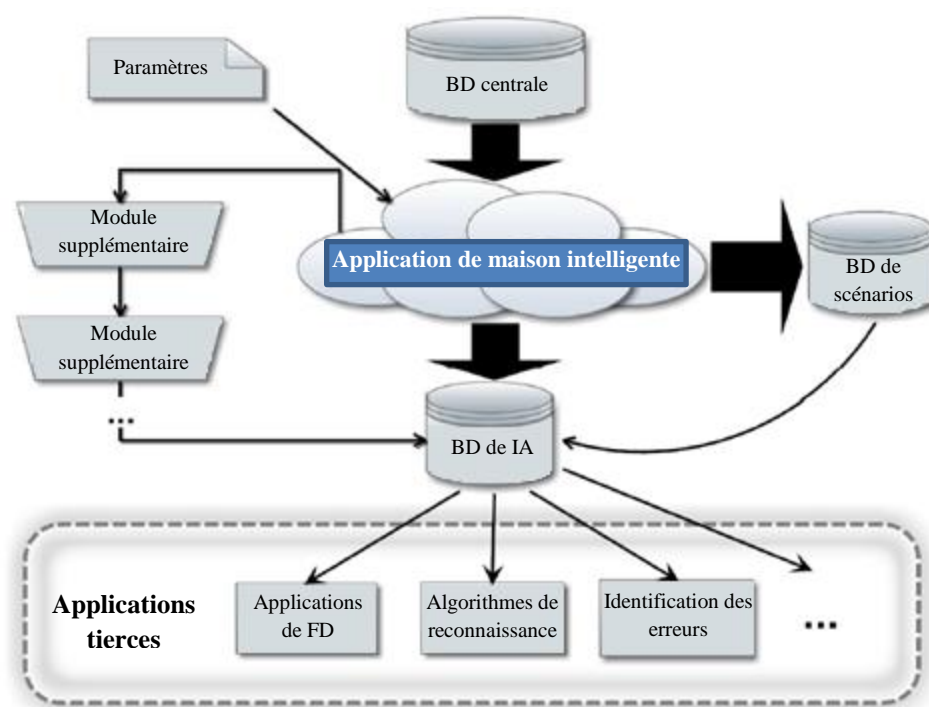 Paramètres
BD centrale
Module
supplémentaire
Application de maison intelligente
BD de
scénarios
Module
supplémentaire
...
BD de IA
Applications
tierces
Applications
de FD
Algorithmes de
reconnaissance
Identification des
erreurs
...